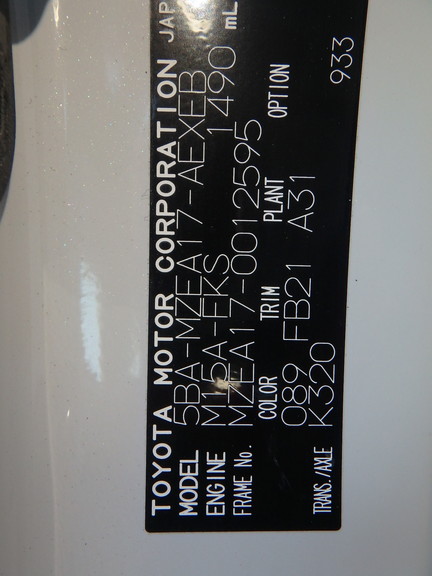 TOYOTA MOTOR CORPORATION JAP
MODEL 5BA-MZEA17-AEXEB
ENGINE M15A-FKS 1490 mL
FRAME No. MZEA17-0012595
COLOR TRIM PLANT OPTION
089 FB21 A31 933
TRANS./AXLE K320